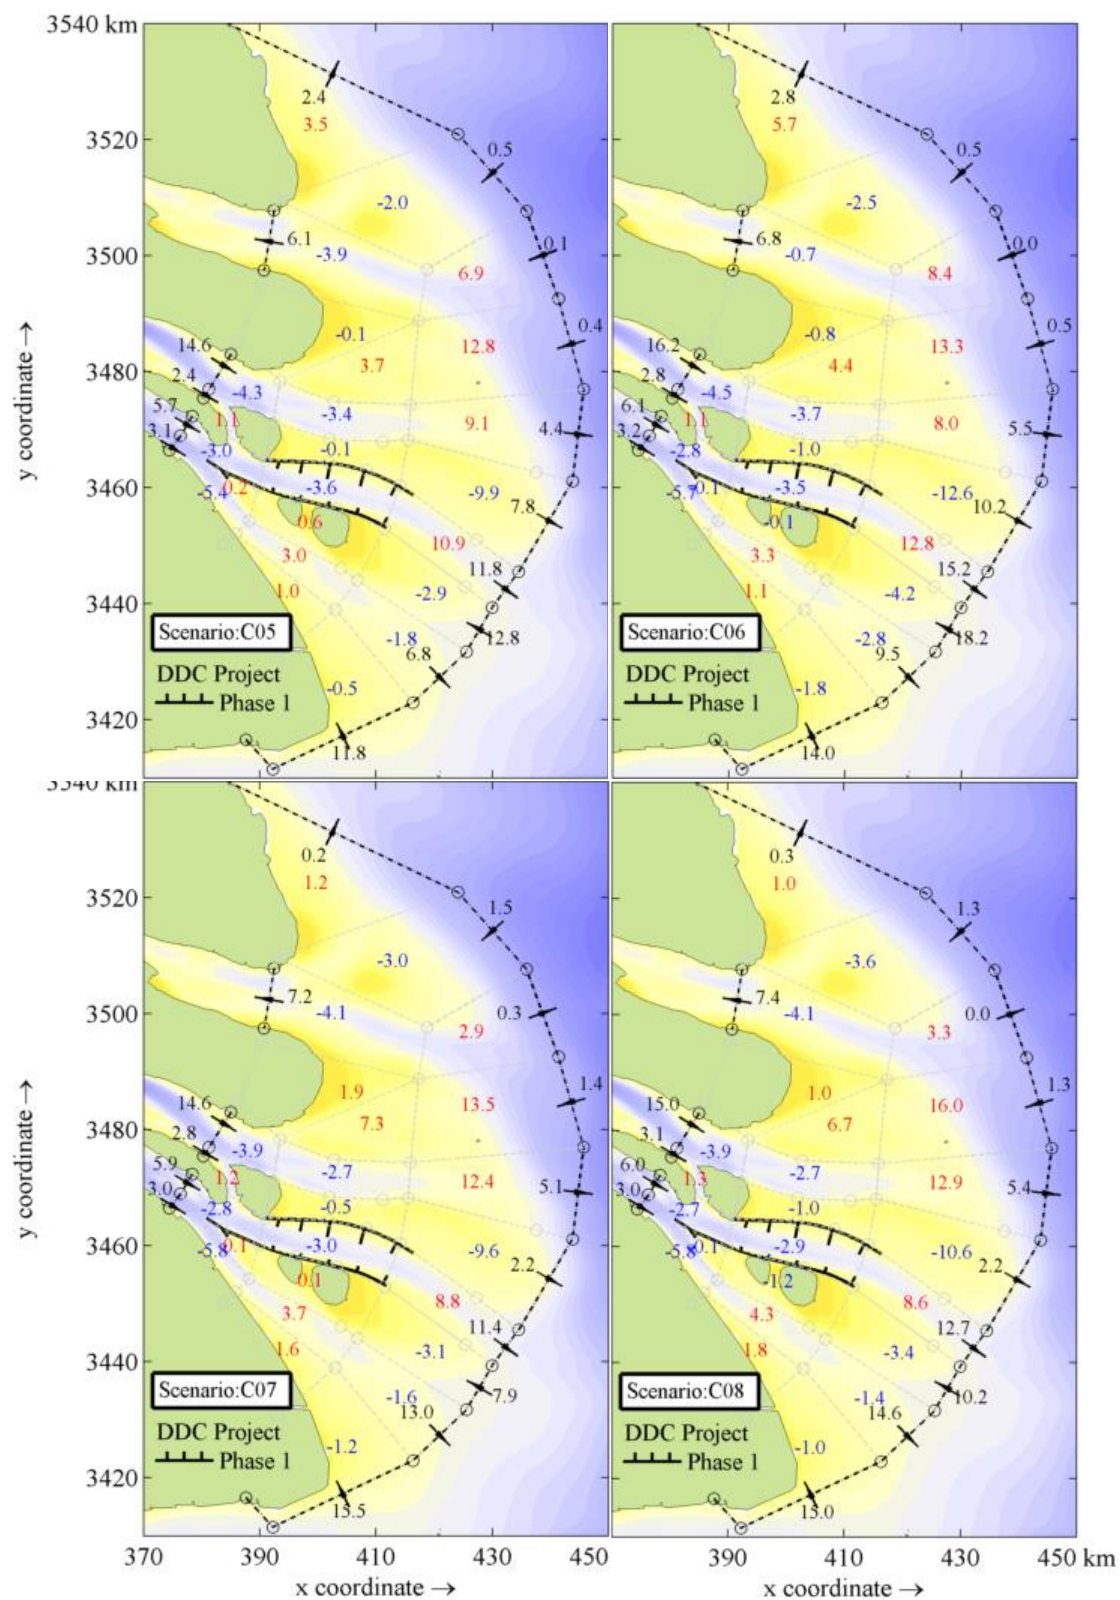 3540 km
2.4 2.8
3.5 5.7
3520
0.5 0.5
-2.0 -2.5
6.1 0.1 6.8 0.0
3500 -3.9 -0.7
6.9 8.4
0.4 0.5
-0.1 -0.8
14.6 12.8 16.2 13.3
3.7 4.4
3480
2.4 2.8
-4.3 -4.5
5.7 1.1 -3.4 9.1 6.1 1.1 -3.7 8.0
3.1 4.4 3.2 5.5
-3.0 -0.1 -2.8 -1.0
3460 -5.4 0.2 -3.6 -9.9 -5.7 -0.1 -3.5 -12.6
7.8 10.2
0.6 -0.1
3.0 10.9 3.3 12.8
11.8 15.2
1.0 -2.9 1.1 -4.2
3440
Scenario:C05 -1.8 12.8 Scenario:C06 -2.8 18.2
6.8 9.5
DDC Project DDC Project
-0.5 -1.8
Phase 1 Phase 1
3420
11.8 14.0
y coordinate →
3540 km
0.2 0.3
1.2 1.0
3520
1.5 1.3
-3.0 -3.6
7.2 7.4
3500 -4.1 0.3 -4.1 0.0
2.9 3.3
1.4 1.3
1.9 1.0
14.6 13.5 15.0 16.0
7.3 6.7
3480
2.8 3.1
-3.9 -3.9
5.9 1.2 -2.7 12.4 6.0 1.3 -2.7 12.9
3.0 5.1 3.0 5.4
-2.8 -0.5 -2.7 -1.0
3460 -5.8 0.1 -3.0 -9.6 -5.8 -0.1 -2.9 -10.6
2.2 2.2
0.1 -1.2
3.7 8.8 4.3 8.6
11.4 12.7
1.6 -3.1 1.8 -3.4
3440
Scenario:C07 -1.6 7.9 Scenario:C08 -1.4 10.2
13.0 14.6
DDC Project DDC Project
-1.2 -1.0
Phase 1 Phase 1
3420
15.5 15.0
y coordinate →
370 390 410 430 450 390 410 430 450 km
x coordinate → x coordinate →